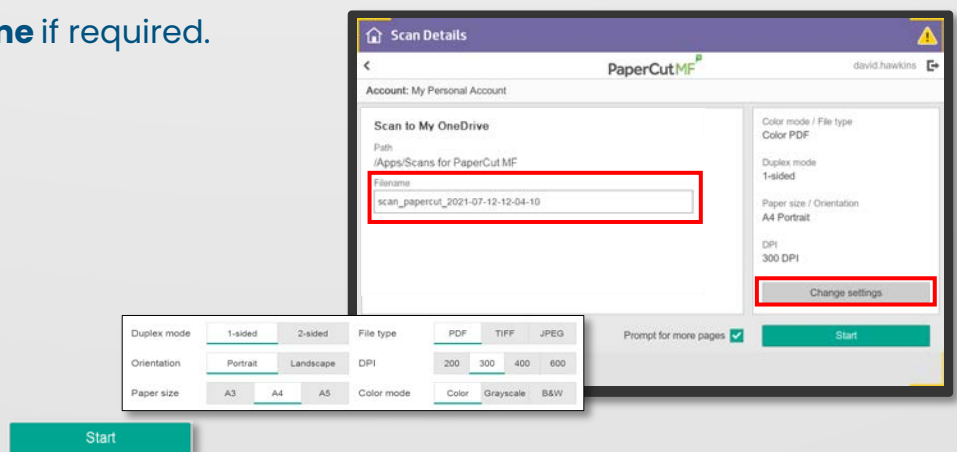 ne if required.
Scan Details
PaperCutMF
david.hawkins
Account: My Personal Account
Scan to My OneDrive
Path
/Apps/Scans for PaperCut MF
Filename
scan_papercut_2021-07-12-12-04-10
Color mode / File type
Color PDF
Duplex mode
1-sided
Paper size / Orientation
A4 Portrait
DPI
300 DPI
Change settings
Prompt for more pages
Start
Duplex mode 1-sided 2-sided File type PDF TIFF JPEG
Orientation Portrait Landscape DPI 200 300 400 600
Paper size A3 A4 A5 Color mode Color Grayscale B&W
Start